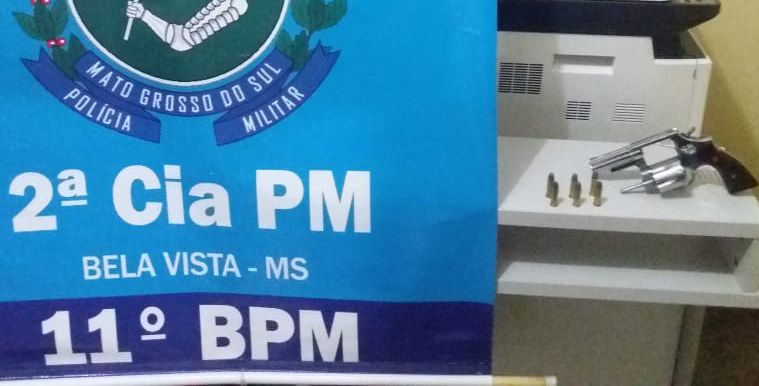 MATO GROSSO DO SUL
POLÍCIA MILITAR
2ª Cia PM
BELA VISTA - MS
11º BPM